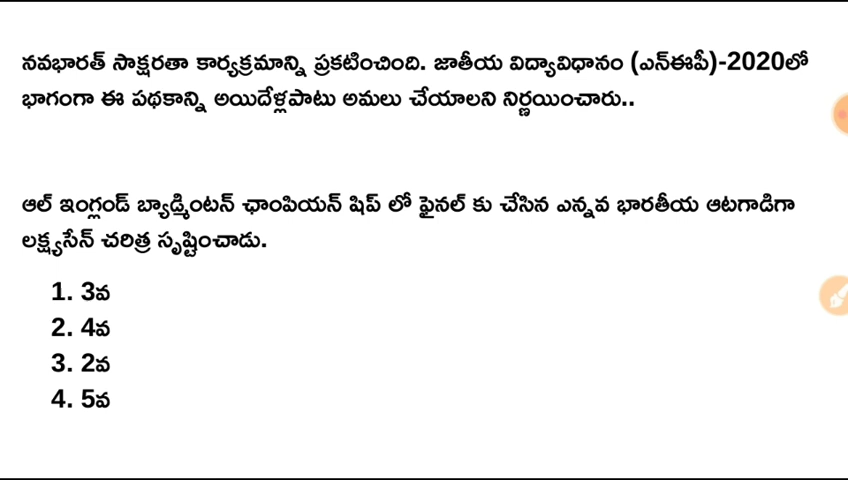 నవభారత్ సాక్షరతా కార్యక్రమాన్ని ప్రకటించింది. జాతీయ విద్యావిధానం (ఎన్ఈపీ)-2020లో
భాగంగా ఈ పథకాన్ని అయిదేళ్లపాటు అమలు చేయాలని నిర్ణయించారు..
ఆల్ ఇంగ్లండ్ బ్యాడ్మింటన్ ఛాంపియన్ షిప్ లో ఫైనల్ కు చేసిన ఎన్నవ భారతీయ ఆటగాడిగా
లక్ష్యసేన్ చరిత్ర సృష్టించాడు.
1. 3వ
2. 4వ
3. 2వ
4. 5వ